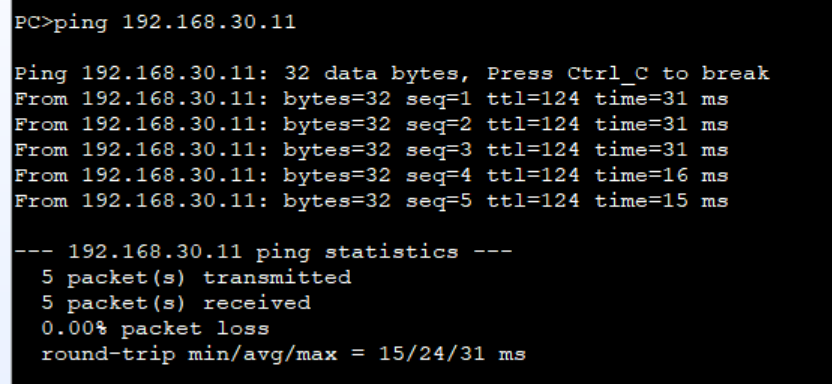 PC>ping 192.168.30.11
Ping 192.168.30.11: 32 data bytes, Press Ctrl_C to break
From 192.168.30.11: bytes=32 seq=1 ttl=124 time=31 ms
From 192.168.30.11: bytes=32 seq=2 ttl=124 time=31 ms
From 192.168.30.11: bytes=32 seq=3 ttl=124 time=31 ms
From 192.168.30.11: bytes=32 seq=4 ttl=124 time=16 ms
From 192.168.30.11: bytes=32 seq=5 ttl=124 time=15 ms
--- 192.168.30.11 ping statistics ---
5 packet(s) transmitted
5 packet(s) received
0.00% packet loss
round-trip min/avg/max = 15/24/31 ms